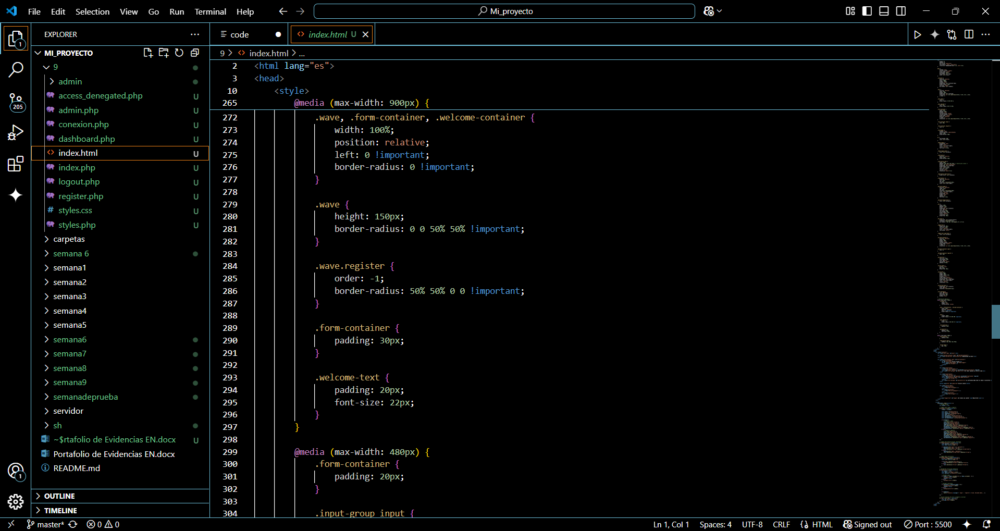 File Edit Selection View Go Run Terminal Help
Mi_proyecto
EXPLORER
1
MI_PROYECTO
9
admin
access_denegated.php U
admin.php U
conexion.php U
dashboard.php U
index.html U
index.php U
logout.php U
register.php U
styles.css U
styles.php U
carpetas
semana 6
semana1
semana2
semana3
semana4
semana5
semana6
semana7
semana8
semana9
semanadeprueba
servidor
sh
~$rtafolio de Evidencias EN.docx U
Portafolio de Evidencias EN.docx
README.md
OUTLINE
TIMELINE
205
1
code
index.html U
9 > index.html > ...
2 <html lang="es">
3 <head>
10 <style>
265 @media (max-width: 900px) {
272 .wave, .form-container, .welcome-container {
273 width: 100%;
274 position: relative;
275 left: 0 !important;
276 border-radius: 0 !important;
277 }
278
279 .wave {
280 height: 150px;
281 border-radius: 0 0 50% 50% !important;
282 }
283
284 .wave.register {
285 order: -1;
286 border-radius: 50% 50% 0 0 !important;
287 }
288
289 .form-container {
290 padding: 30px;
291 }
292
293 .welcome-text {
294 padding: 20px;
295 font-size: 22px;
296 }
297 }
298
299 @media (max-width: 480px) {
300 .form-container {
301 padding: 20px;
302 }
303
304 .input-group input {
master* 0 0
Ln 1, Col 1 Spaces: 4 UTF-8 CRLF HTML Signed out Port : 5500